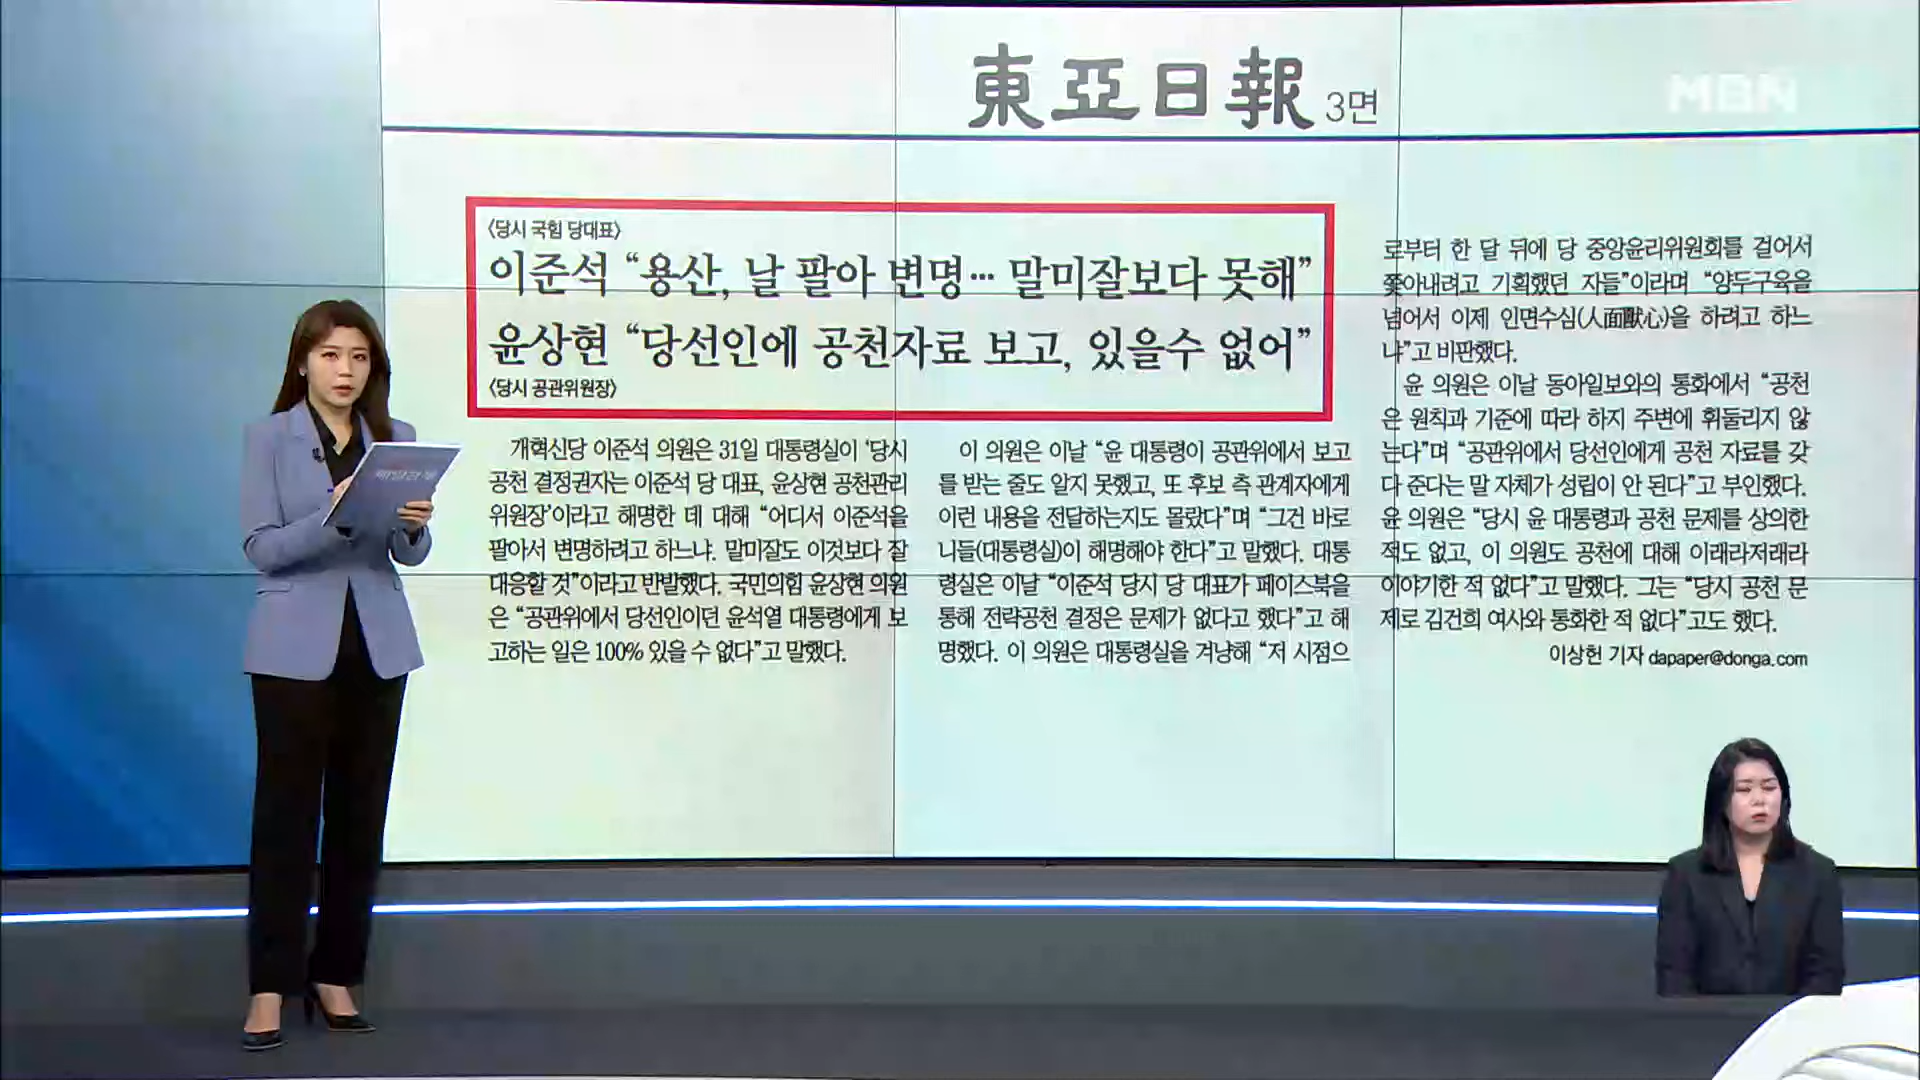 東亞日報 3면
MBN
〈당시 국힘 당대표〉
이준석 “용산, 날 팔아 변명… 말미잘보다 못해”
윤상현 “당선인에 공천자료 보고, 있을수 없어”
〈당시 공관위원장〉
개혁신당 이준석 의원은 31일 대통령실이 ‘당시
공천 결정권자는 이준석 당 대표, 윤상현 공천관리
위원장’이라고 해명한 데 대해 “어디서 이준석을
팔아서 변명하려고 하느냐. 말미잘도 이것보다 잘
대응할 것”이라고 반발했다. 국민의힘 윤상현 의원
은 “공관위에서 당선인이던 윤석열 대통령에게 보
고하는 일은 100% 있을 수 없다”고 말했다.
이 의원은 이날 “윤 대통령이 공관위에서 보고
를 받는 줄도 알지 못했고, 또 후보 측 관계자에게
이런 내용을 전달하는지도 몰랐다”며 “그건 바로
니들(대통령실)이 해명해야 한다”고 말했다. 대통
령실은 이날 “이준석 당시 당 대표가 페이스북을
통해 전략공천 결정은 문제가 없다고 했다”고 해
명했다. 이 의원은 대통령실을 겨냥해 “저 시점으
로부터 한 달 뒤에 당 중앙윤리위원회를 걸어서
쫓아내려고 기획했던 자들”이라며 “양두구육을
넘어서 이제 인면수심(人面獸心)을 하려고 하느
냐”고 비판했다.
윤 의원은 이날 동아일보와의 통화에서 “공천
은 원칙과 기준에 따라 하지 주변에 휘둘리지 않
는다”며 “공관위에서 당선인에게 공천 자료를 갖
다 준다는 말 자체가 성립이 안 된다”고 부인했다.
윤 의원은 “당시 윤 대통령과 공천 문제를 상의한
적도 없고, 이 의원도 공천에 대해 이래라저래라
이야기한 적 없다”고 말했다. 그는 “당시 공천 문
제로 김건희 여사와 통화한 적 없다”고도 했다.
이상헌 기자 dapaper@donga.com